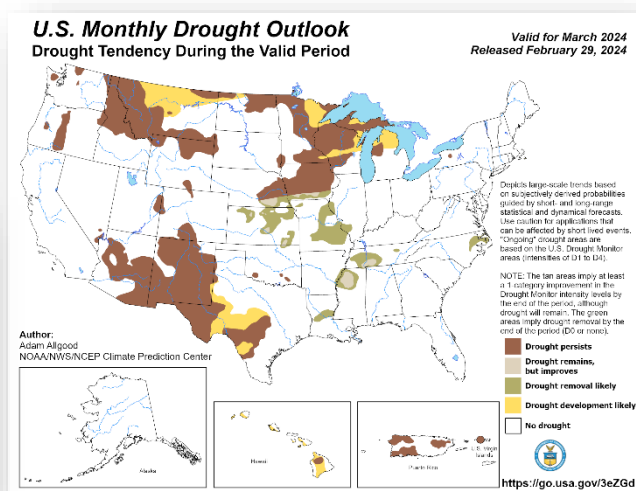 U.S. Monthly Drought Outlook
Drought Tendency During the Valid Period
Valid for March 2024
Released February 29, 2024
Depicts large-scale trends based
on subjectively derived probabilities
guided by short- and long-range
statistical and dynamical forecasts.
Use caution for applications that
can be affected by short lived events.
"Ongoing" drought areas are
based on the U.S. Drought Monitor
areas (intensities of D1 to D4).
NOTE: The tan areas imply at least
a 1-category improvement in the
Drought Monitor intensity levels by
the end of the period, although
drought will remain. The green
areas imply drought removal by the
end of the period (D0 or none).
Author:
Adam Allgood
NOAA/NWS/NCEP Climate Prediction Center
Drought persists
Drought remains,
but improves
Drought removal likely
Drought development likely
No drought
Alaska
Hawaii
Puerto Rico
U.S. Virgin
Islands
https://go.usa.gov/3eZGd